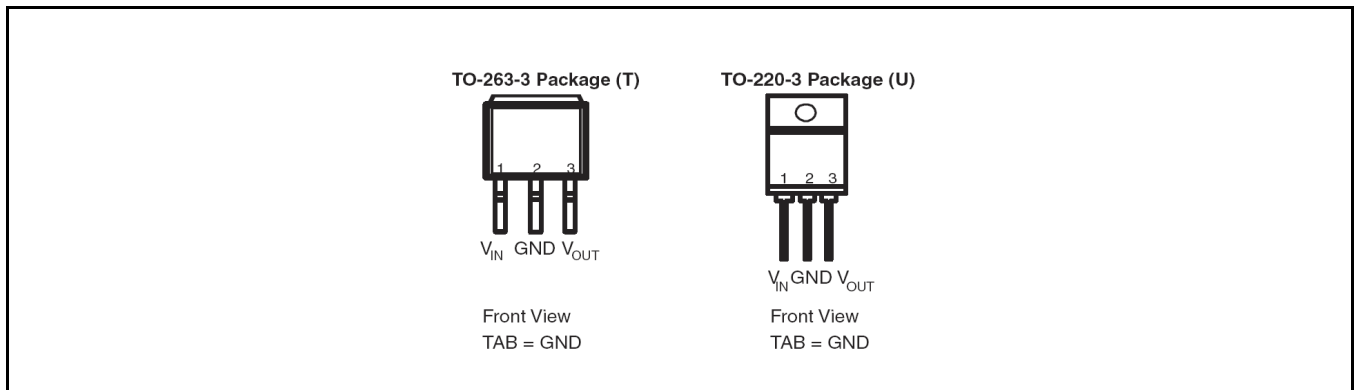 TO-263-3 Package (T)
1 2 3
VIN GND VOUT
Front View
TAB = GND
TO-220-3 Package (U)
1 2 3
VIN GND VOUT
Front View
TAB = GND